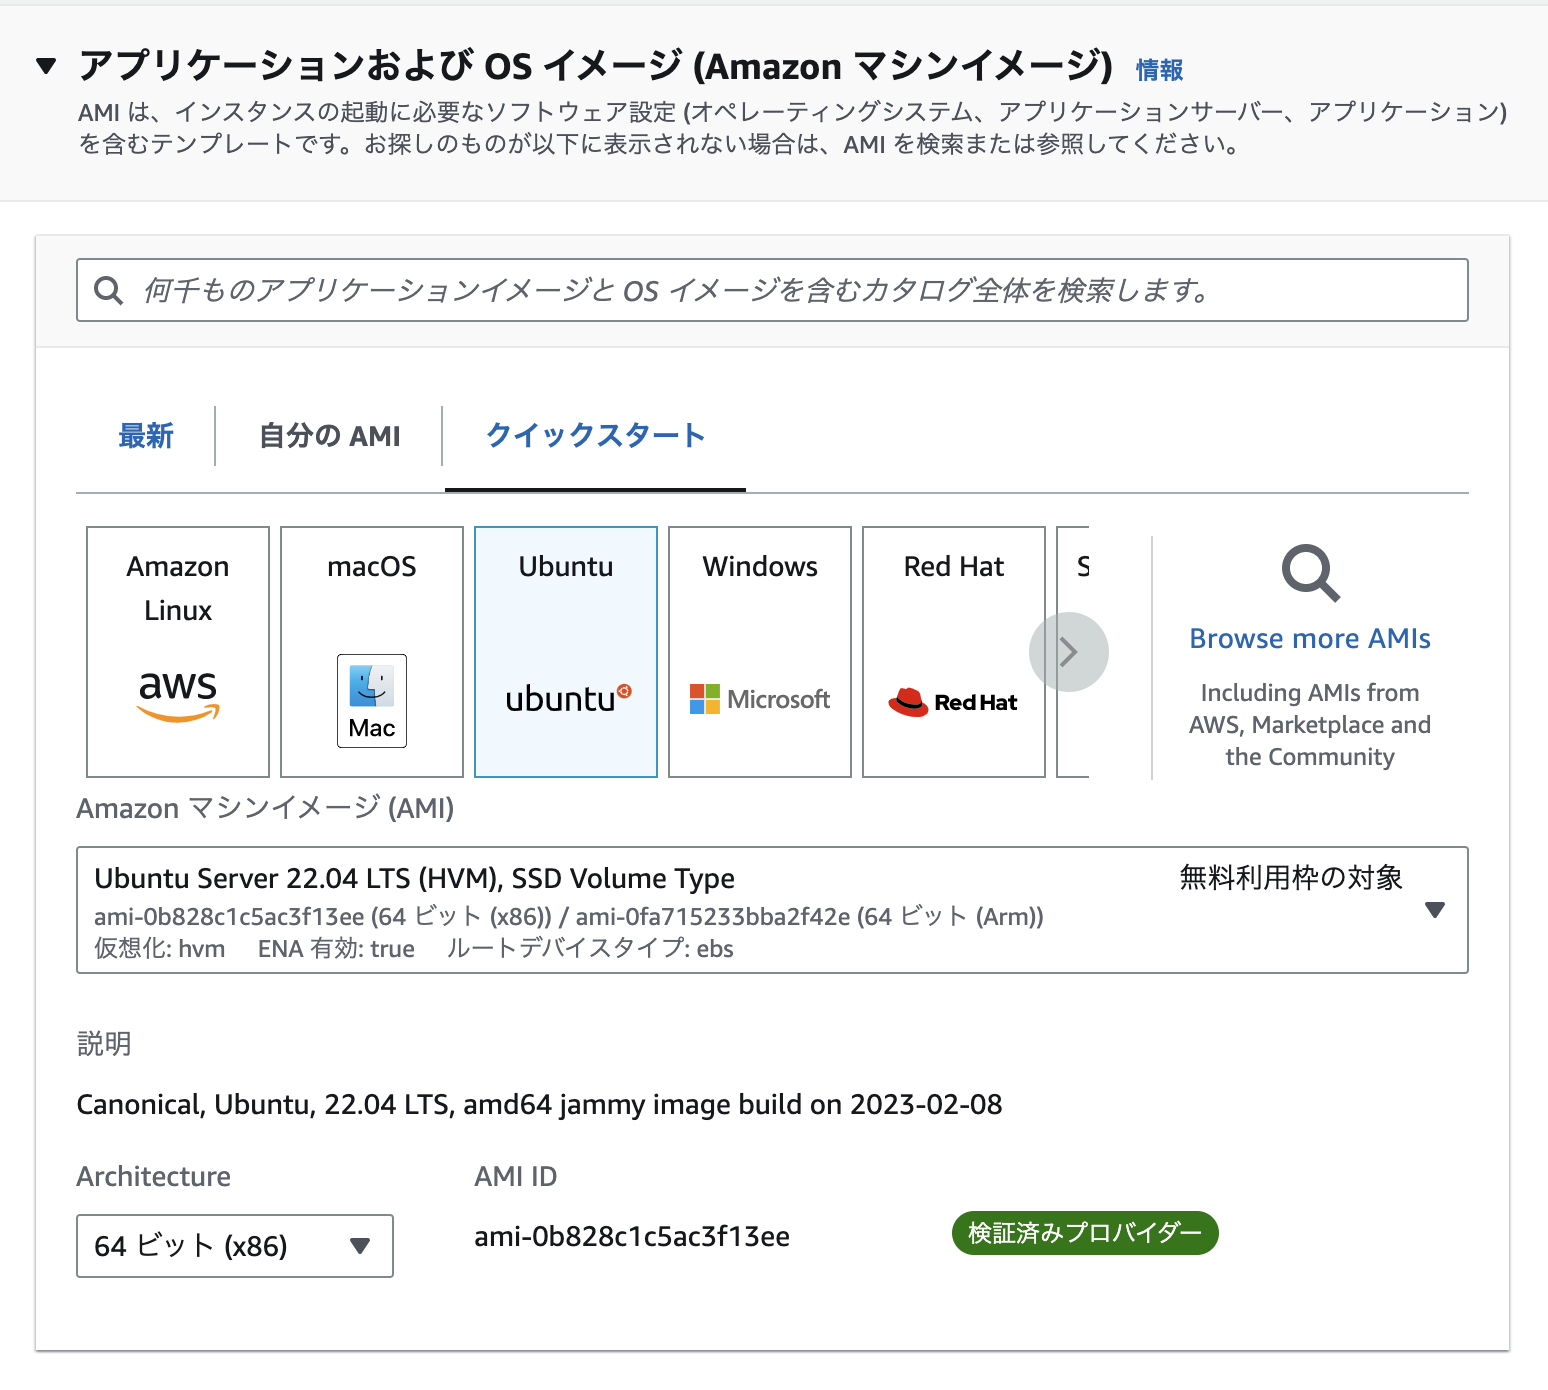 ▼ アプリケーションおよび OS イメージ (Amazon マシンイメージ) 情報
AMI は、インスタンスの起動に必要なソフトウェア設定 (オペレーティングシステム、アプリケーションサーバー、アプリケーション)
を含むテンプレートです。お探しのものが以下に表示されない場合は、AMI を検索または参照してください。
何千ものアプリケーションイメージと OS イメージを含むカタログ全体を検索します。
最新 自分の AMI クイックスタート
Amazon
Linux
aws
macOS
Mac
Ubuntu
ubuntu
Windows
Microsoft
Red Hat
Red Hat
S
Browse more AMIs
Including AMIs from
AWS, Marketplace and
the Community
Amazon マシンイメージ (AMI)
Ubuntu Server 22.04 LTS (HVM), SSD Volume Type 無料利用枠の対象
ami-0b828c1c5ac3f13ee (64 ビット (x86)) / ami-0fa715233bba2f42e (64 ビット (Arm))
仮想化: hvm ENA 有効: true ルートデバイスタイプ: ebs
説明
Canonical, Ubuntu, 22.04 LTS, amd64 jammy image build on 2023-02-08
Architecture
64 ビット (x86)
AMI ID
ami-0b828c1c5ac3f13ee
検証済みプロバイダー